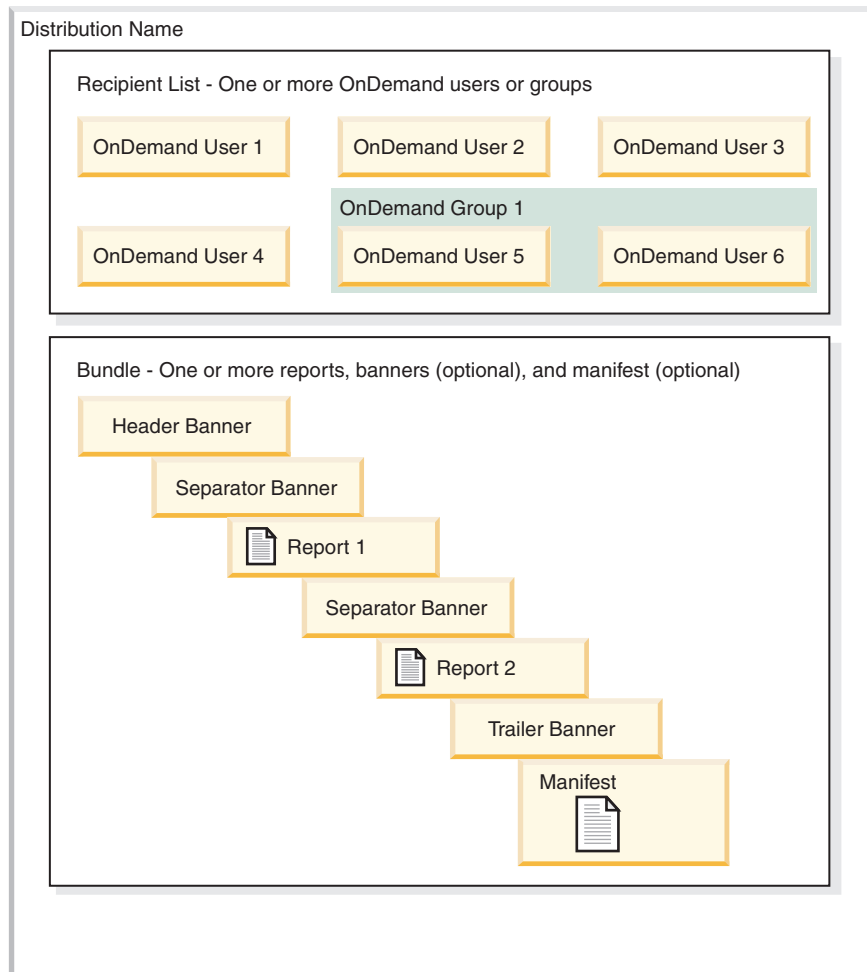 Distribution Name
Recipient List - One or more OnDemand users or groups
OnDemand User 1
OnDemand User 2
OnDemand User 3
OnDemand Group 1
OnDemand User 4
OnDemand User 5
OnDemand User 6
Bundle - One or more reports, banners (optional), and manifest (optional)
Header Banner
Separator Banner
Report 1
Separator Banner
Report 2
Trailer Banner
Manifest